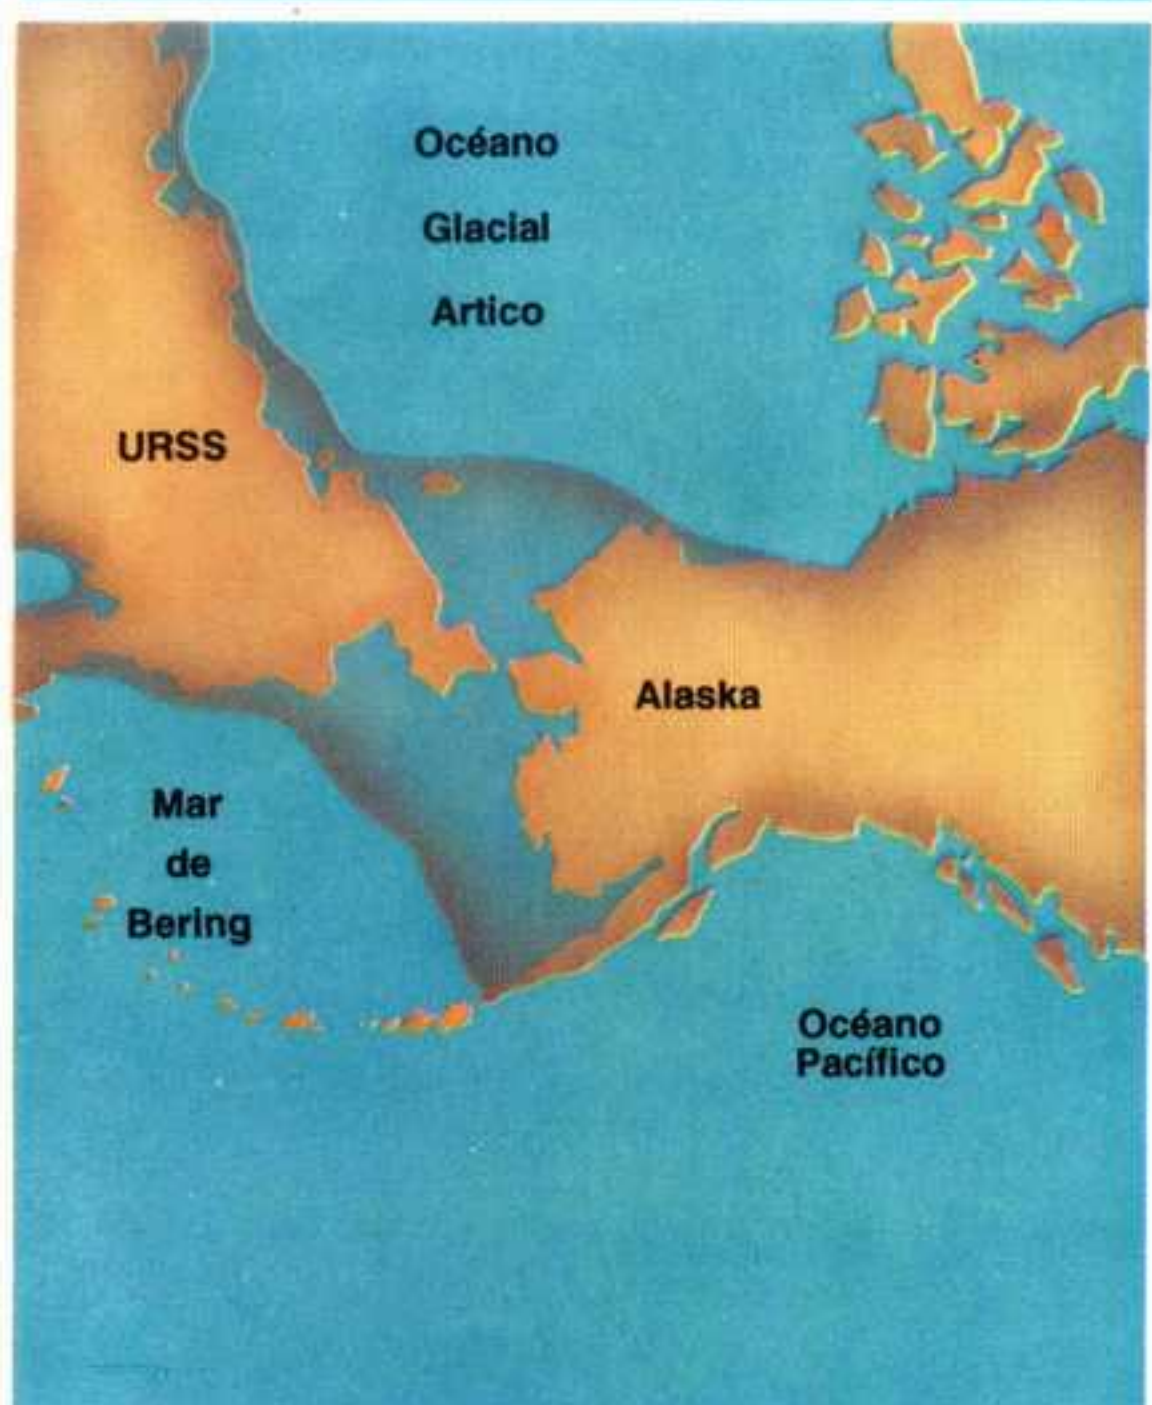 Océano
Glacial
Artico
URSS
Alaska
Mar
de
Bering
Océano
Pacífico